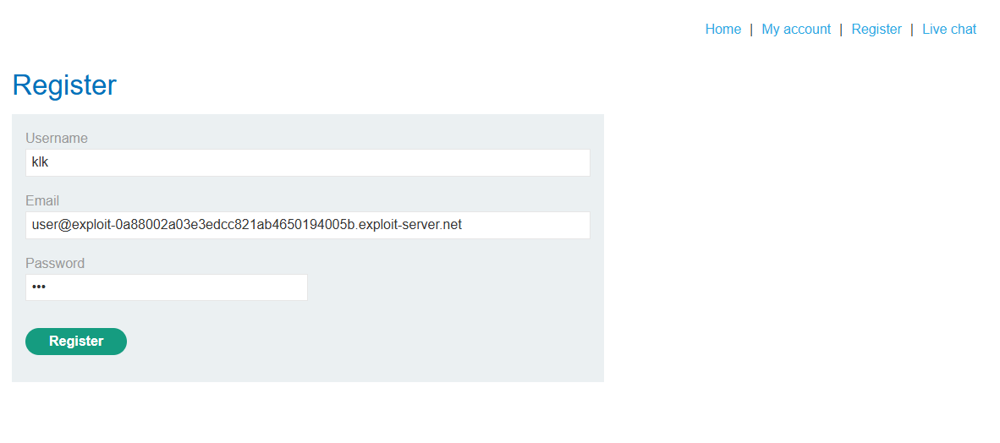 Home | My account | Register | Live chat
Register
Username
klk
Email
user@exploit-0a88002a03e3edcc821ab4650194005b.exploit-server.net
Password
•••
Register